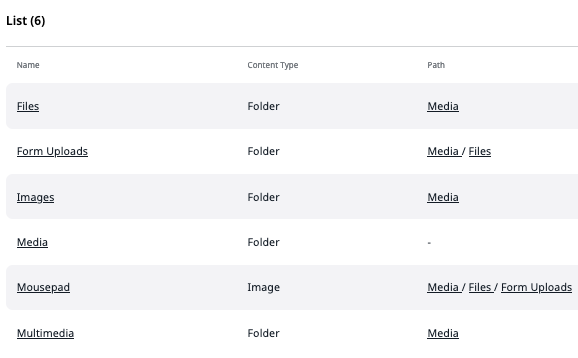 List (6)
Name Content Type Path
Files Folder Media
Form Uploads Folder Media / Files
Images Folder Media
Media Folder -
Mousepad Image Media / Files / Form Uploads
Multimedia Folder Media